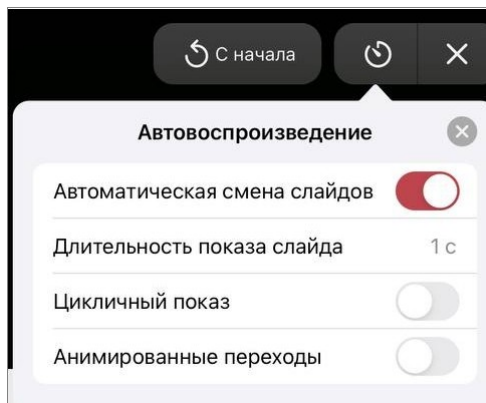 С начала
Автовоспроизведение
Автоматическая смена слайдов
Длительность показа слайда 1 с
Цикличный показ
Анимированные переходы